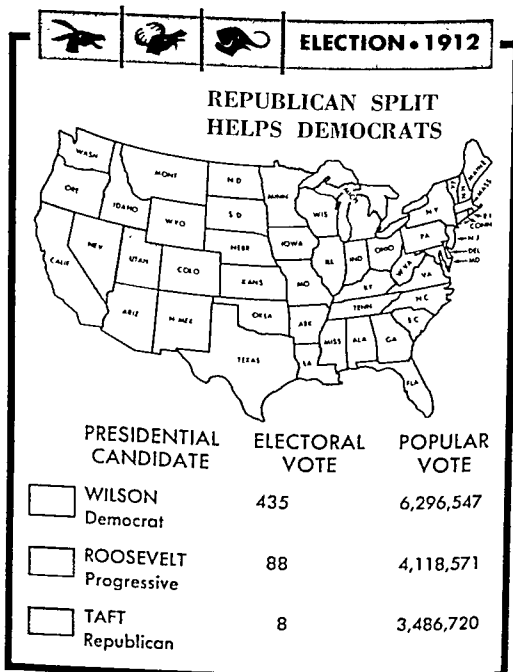 ELECTION • 1912
REPUBLICAN SPLIT
HELPS DEMOCRATS
WASH
MONT
N D
MINN
ORE
IDAHO
S D
WIS
MICH
VT
N H
MAINE
MASS
N Y
R I
CONN
WYO
NEBR
IOWA
PA
N J
NEV
UTAH
COLO
ILL
IND
OHIO
W VA
DEL
MD
CALIF
KANS
MO
KY
VA
ARIZ
N MEX
OKLA
ARK
TENN
N C
S C
TEXAS
LA
MISS
ALA
GA
FLA
PRESIDENTIAL CANDIDATE
ELECTORAL VOTE
POPULAR VOTE
WILSON
Democrat
435
6,296,547
ROOSEVELT
Progressive
88
4,118,571
TAFT
Republican
8
3,486,720